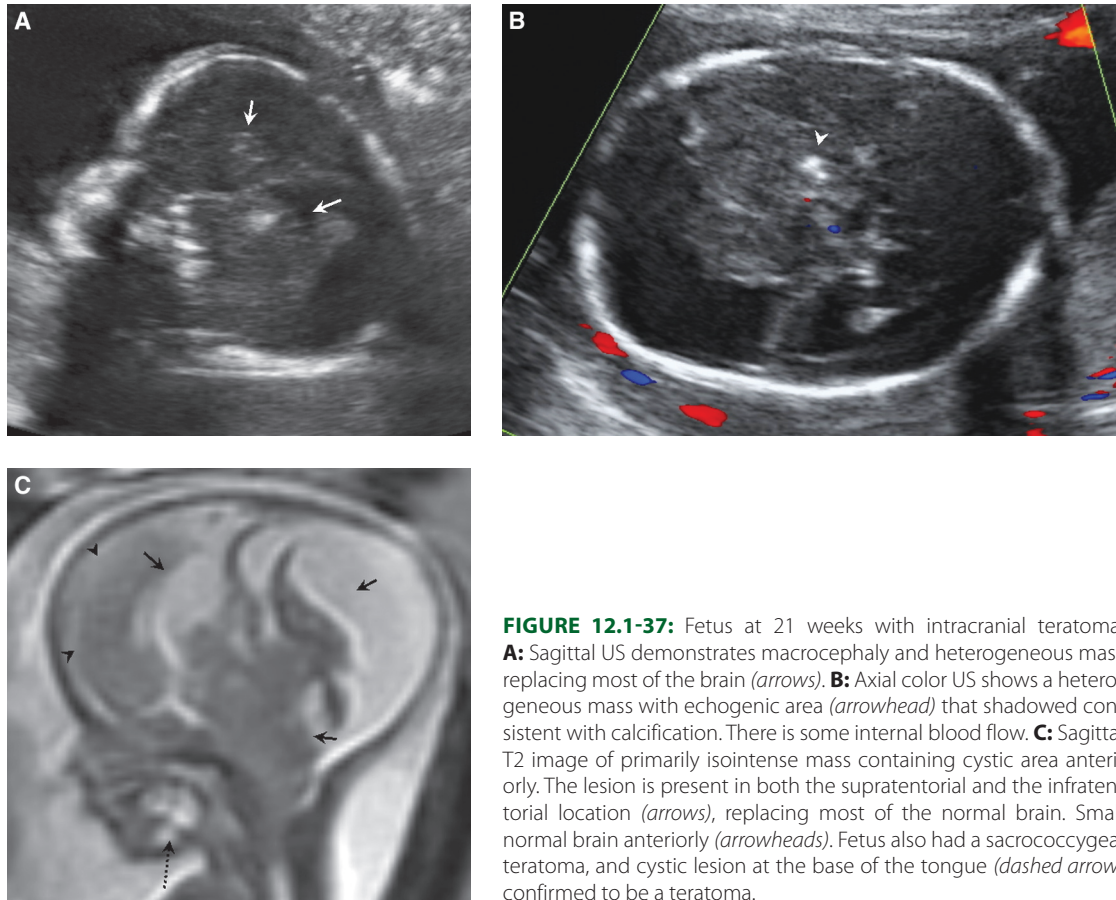 A
B
C
FIGURE 12.1-37: Fetus at 21 weeks with intracranial teratoma
A: Sagittal US demonstrates macrocephaly and heterogeneous mas
replacing most of the brain (arrows). B: Axial color US shows a hetero
geneous mass with echogenic area (arrowhead) that shadowed con
sistent with calcification. There is some internal blood flow. C: Sagitta
T2 image of primarily isointense mass containing cystic area anteri
orly. The lesion is present in both the supratentorial and the infraten
torial location (arrows), replacing most of the normal brain. Sma
normal brain anteriorly (arrowheads). Fetus also had a sacrococcygea
teratoma, and cystic lesion at the base of the tongue (dashed arrow
confirmed to be a teratoma.